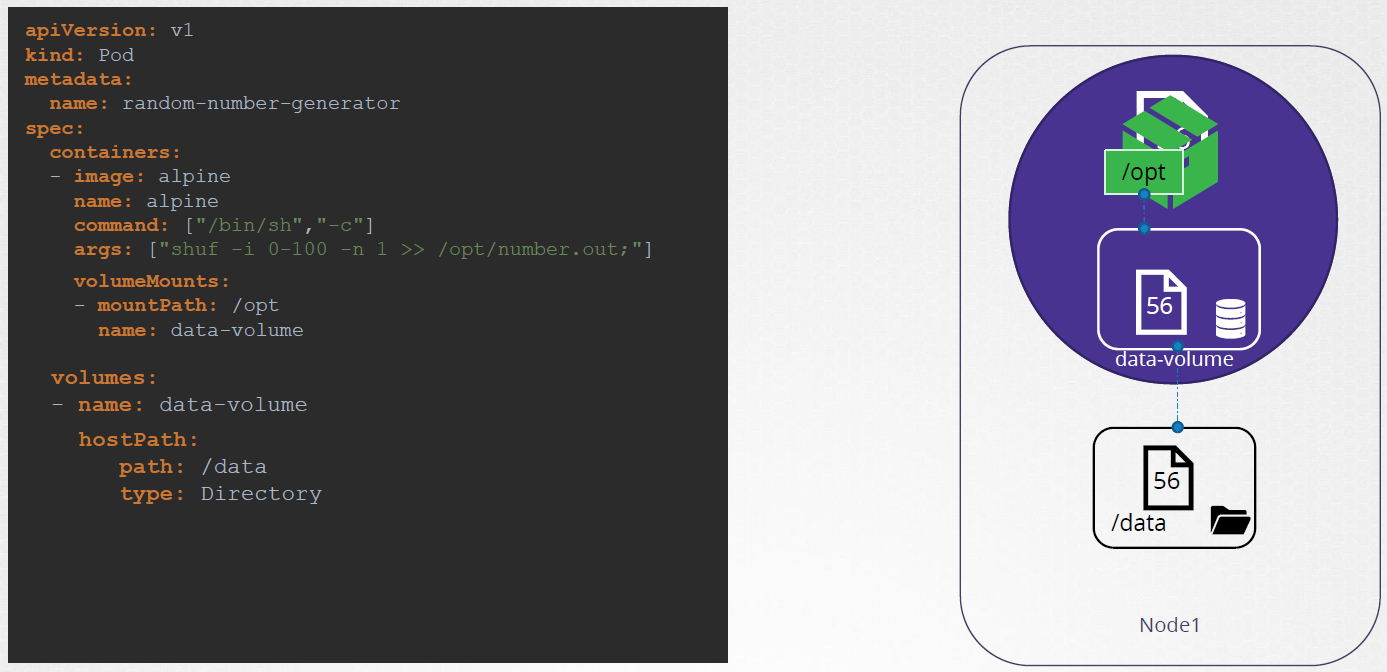 apiVersion: v1
kind: Pod
metadata:
  name: random-number-generator
spec:
  containers:
  - image: alpine
    name: alpine
    command: ["/bin/sh","-c"]
    args: ["shuf -i 0-100 -n 1 >> /opt/number.out;"]
    volumeMounts:
    - mountPath: /opt
      name: data-volume
  volumes:
  - name: data-volume
    hostPath:
       path: /data
       type: Directory
/opt
56
data-volume
56
/data
Node1